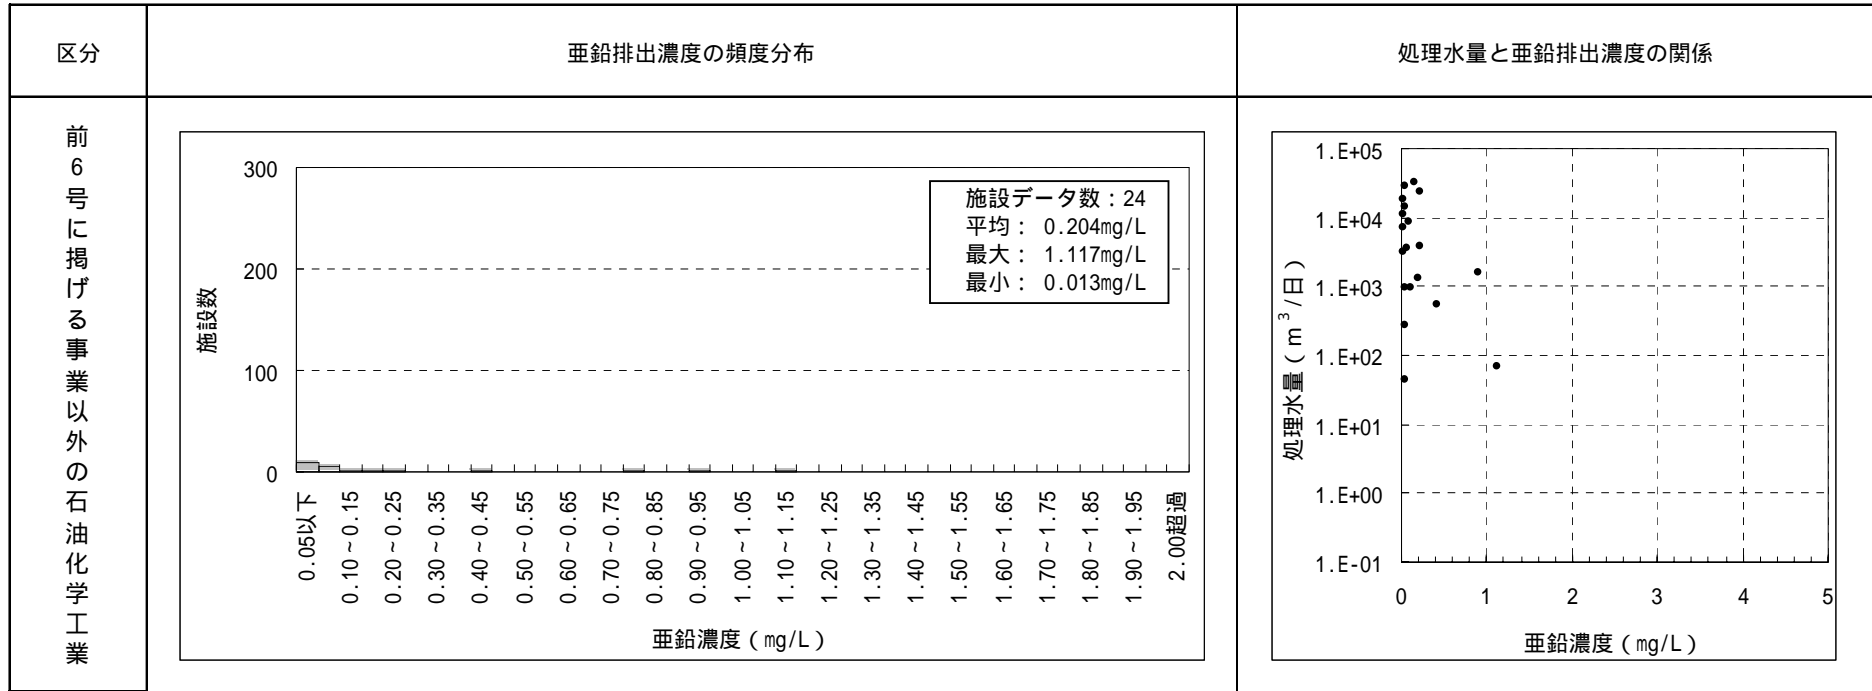 区分
亜鉛排出濃度の頻度分布
処理水量と亜鉛排出濃度の関係
前6号に掲げる事業以外の石油化学工業
施設数
300
200
100
0
施設データ数：24
平均： 0.204mg/L
最大： 1.117mg/L
最小： 0.013mg/L
0.05以下
0.10～0.15
0.20～0.25
0.30～0.35
0.40～0.45
0.50～0.55
0.60～0.65
0.70～0.75
0.80～0.85
0.90～0.95
1.00～1.05
1.10～1.15
1.20～1.25
1.30～1.35
1.40～1.45
1.50～1.55
1.60～1.65
1.70～1.75
1.80～1.85
1.90～1.95
2.00超過
亜鉛濃度（mg/L）
処理水量（m³/日）
1.E+05
1.E+04
1.E+03
1.E+02
1.E+01
1.E+00
1.E-01
0 1 2 3 4 5
亜鉛濃度（mg/L）